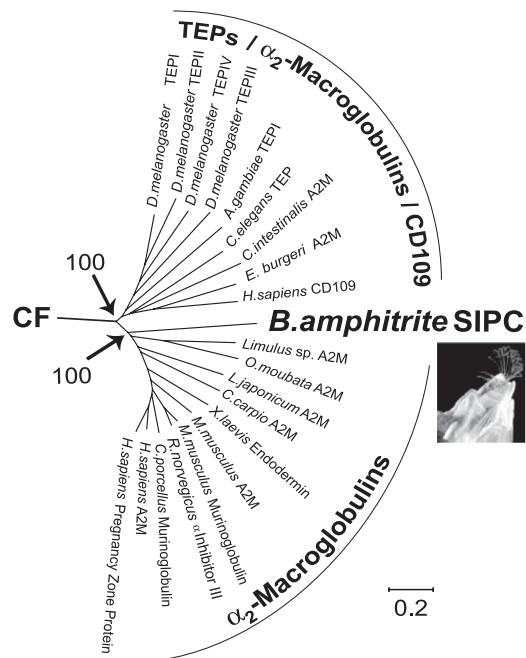 TEPs / α2-Macroglobulins / CD109
D.melanogaster TEPI
D.melanogaster TEPII
D.melanogaster TEPIV
D.melanogaster TEPIII
A.gambiae TEPI
C.elegans TEP
C.intestinalis A2M
E. burgeri A2M
H.sapiens CD109
100
CF
B.amphitrite SIPC
100
Limulus sp. A2M
O.moubata A2M
L.japonicum A2M
C.carpio A2M
X.laevis Endodermin
M.musculus A2M
M.musculus Murinoglobulin
R.norvegicus α Inhibitor III
C.porcellus Murinoglobulin
H.sapiens A2M
H.sapiens Pregnancy Zone Protein
α2-Macroglobulins
0.2